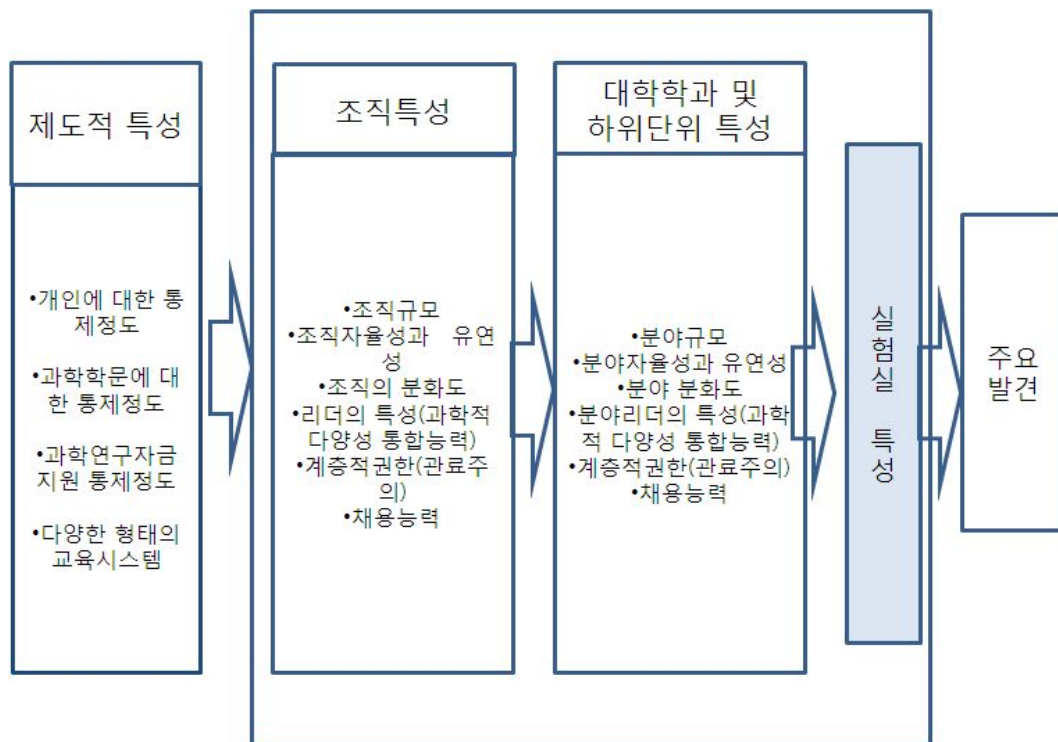 제도적 특성
•개인에 대한 통
제정도
•과학학문에 대
한 통제정도
•과학연구자금
지원 통제정도
•다양한 형태의
교육시스템
조직특성
•조직규모
•조직자율성과 유연
성
•조직의 분화도
•리더의 특성(과학적
다양성 통합능력)
•계층적권한(관료주
의)
•채용능력
대학학과 및
하위단위 특성
•분야규모
•분야자율성과 유연성
•분야 분화도
•분야리더의 특성(과학
적 다양성 통합능력)
•계층적권한(관료주의)
•채용능력
실험실 특성
주요
발견